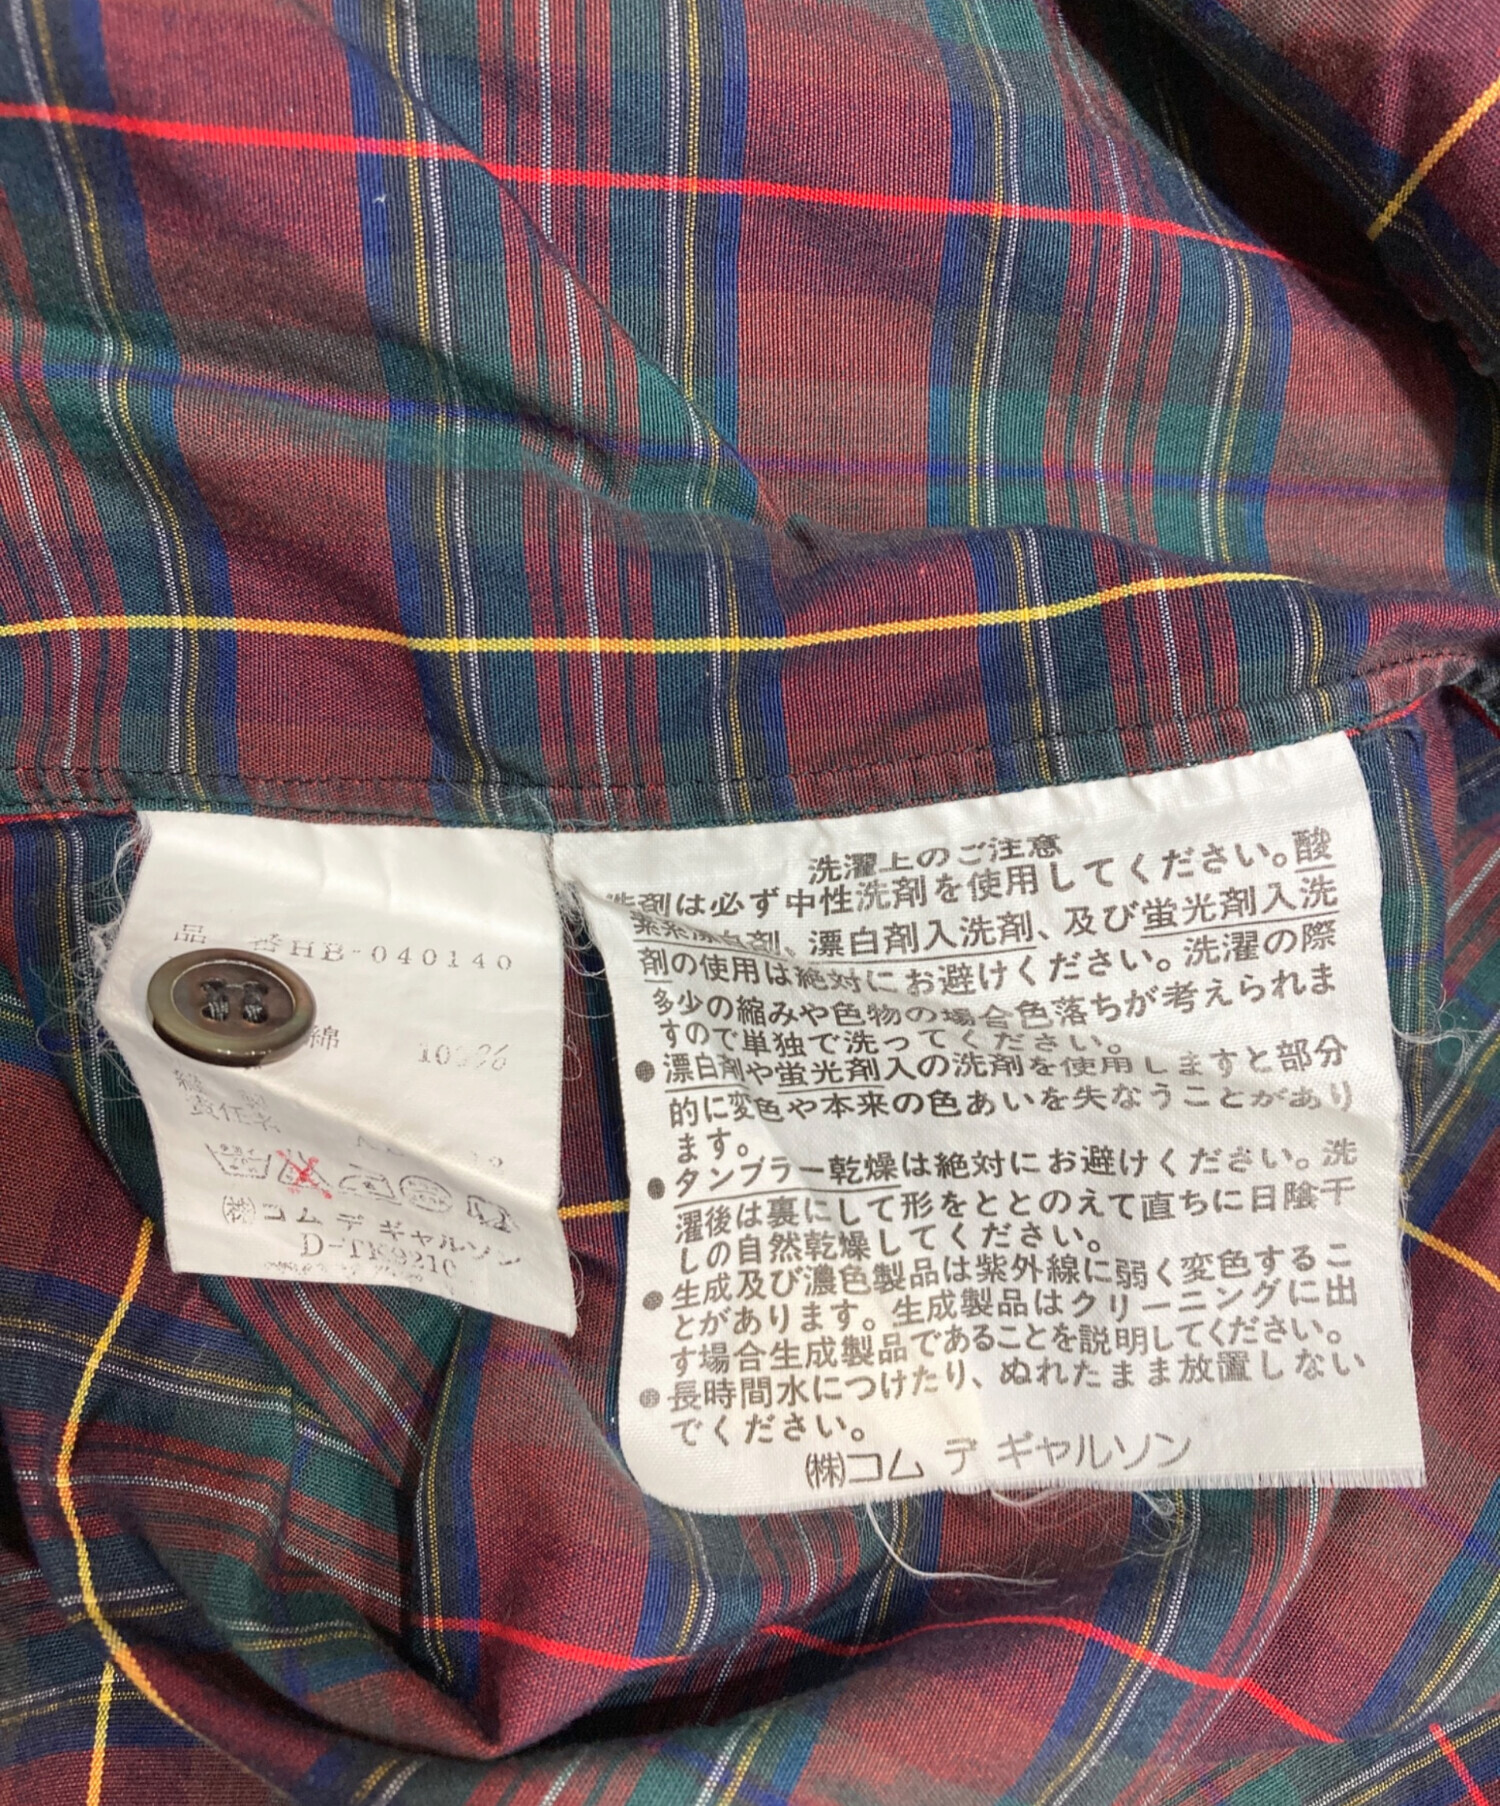 品 番HB-040140
綿
責任者
㈱コム デ ギャルソン
D-TK9210
洗濯上のご注意
洗剤は必ず中性洗剤を使用してください。酸
素系漂白剤。漂白剤入洗剤、及び蛍光剤入洗
剤の使用は絶対にお避けください。洗濯の際
多少の縮みや色物の場合色落ちが考えられま
すので単独で洗ってください。
●漂白剤や蛍光剤入の洗剤を使用しますと部分
的に変色や本来の色あいを失なうことがあり
ます。
●タンブラー乾燥は絶対にお避けください。洗
濯後は裏にして形をととのえて直ちに日陰干
しの自然乾燥してください。
●生成及び濃色製品は紫外線に弱く変色するこ
とがあります。生成製品はクリーニングに出
す場合生成製品であることを説明してください。
●長時間水につけたり、ぬれたまま放置しない
でください。
㈱コム デ ギャルソン